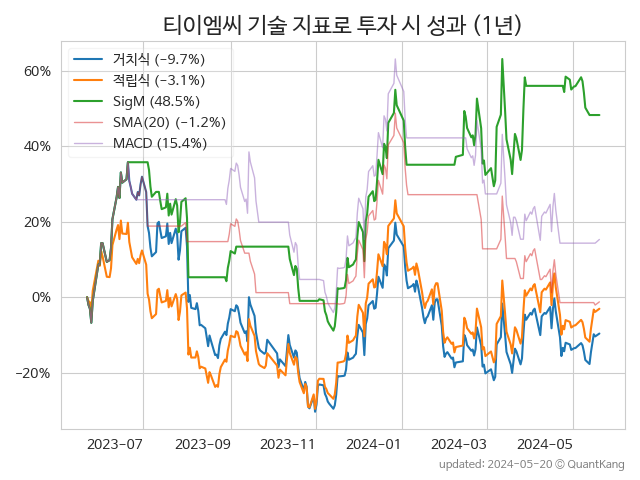 티이엠씨 기술 지표로 투자 시 성과 (1년)
60%
40%
20%
0%
−20%
거치식 (−9.7%)
적립식 (−3.1%)
SigM (48.5%)
SMA(20) (−1.2%)
MACD (15.4%)
2023-07
2023-09
2023-11
2024-01
2024-03
2024-05
updated: 2024-05-20 © QuantKang